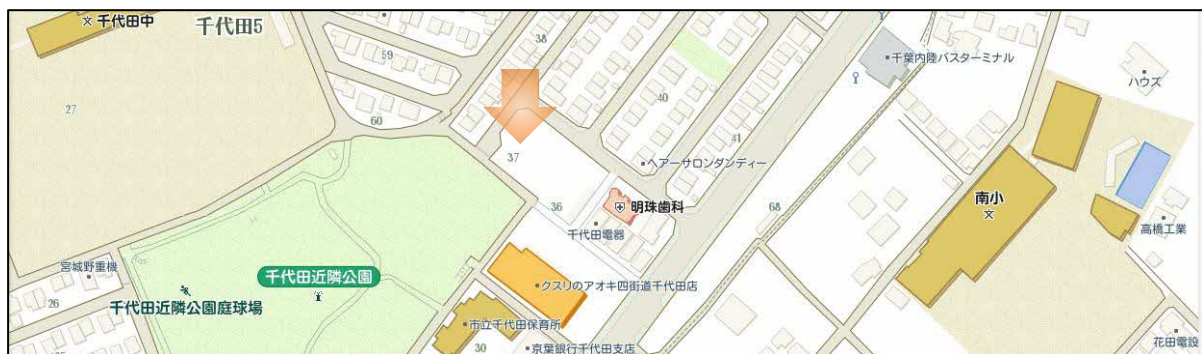 千代田中
千代田5
38
59
千葉内陸バスターミナル
ハウズ
27
60
40
41
37
ヘアーサロンダンディー
36
明珠歯科
千代田電器
68
南小
高橋工業
宮城野重機
千代田近隣公園
クスリのアオキ四街道千代田店
26
千代田近隣公園庭球場
市立千代田保育所
30
京葉銀行千代田支店
花田電設